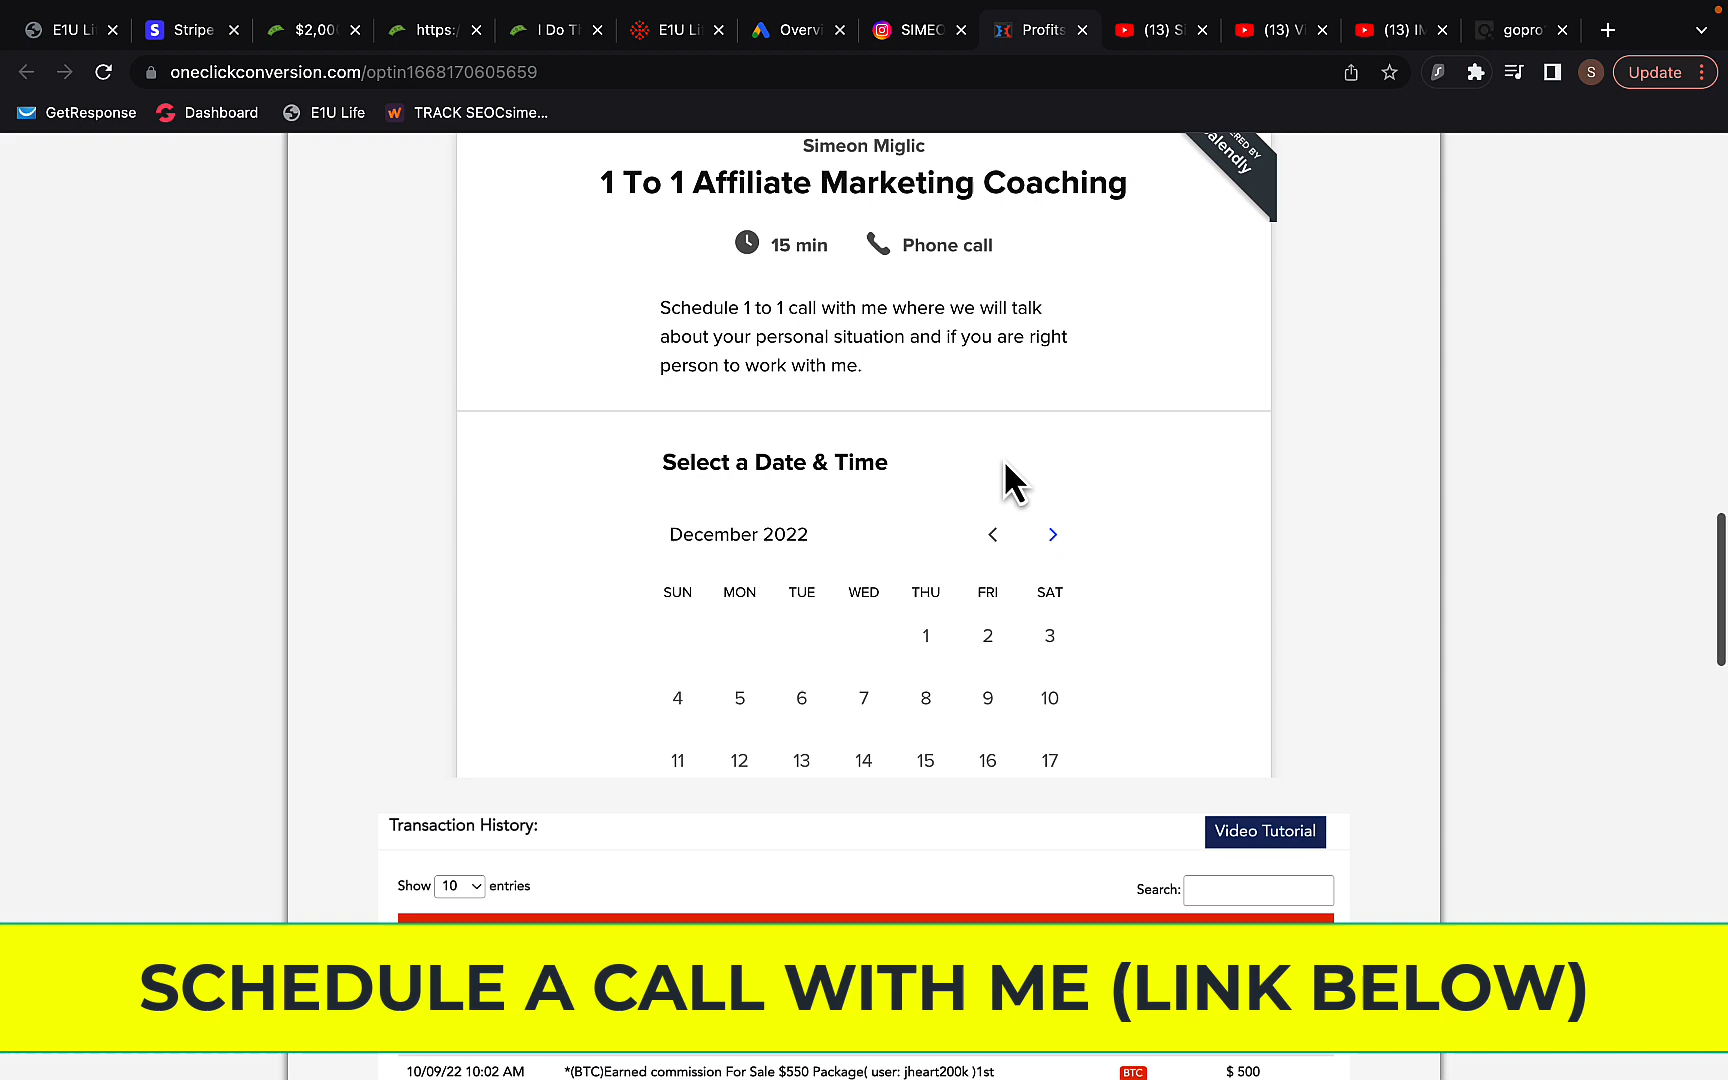 E1U Li
Stripe
$2,00
https:/
I Do Th
E1U Li
Overvi
SIMEO
Profits
(13) S
(13) Vi
(13) IM
gopro
oneclickconversion.com/optin1668170605659
S
Update
GetResponse
Dashboard
E1U Life
TRACK SEOCsime...
Simeon Miglic
1 To 1 Affiliate Marketing Coaching
alendly
15 min
Phone call
Schedule 1 to 1 call with me where we will talk
about your personal situation and if you are right
person to work with me.
Select a Date & Time
December 2022
SUN MON TUE WED THU FRI SAT
1 2 3
4 5 6 7 8 9 10
11 12 13 14 15 16 17
Transaction History:
Video Tutorial
Show 10 entries
Search:
SCHEDULE A CALL WITH ME (LINK BELOW)
10/09/22 10:02 AM *(BTC)Earned commission For Sale $550 Package( user: jheart200k )1st BTC $ 500